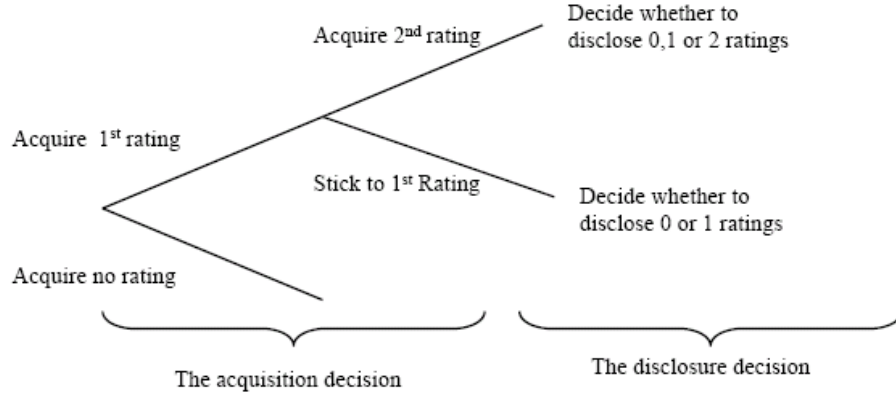 Acquire 2nd rating
Decide whether to
disclose 0,1 or 2 ratings
Acquire 1st rating
Stick to 1st Rating
Decide whether to
disclose 0 or 1 ratings
Acquire no rating
The acquisition decision
The disclosure decision